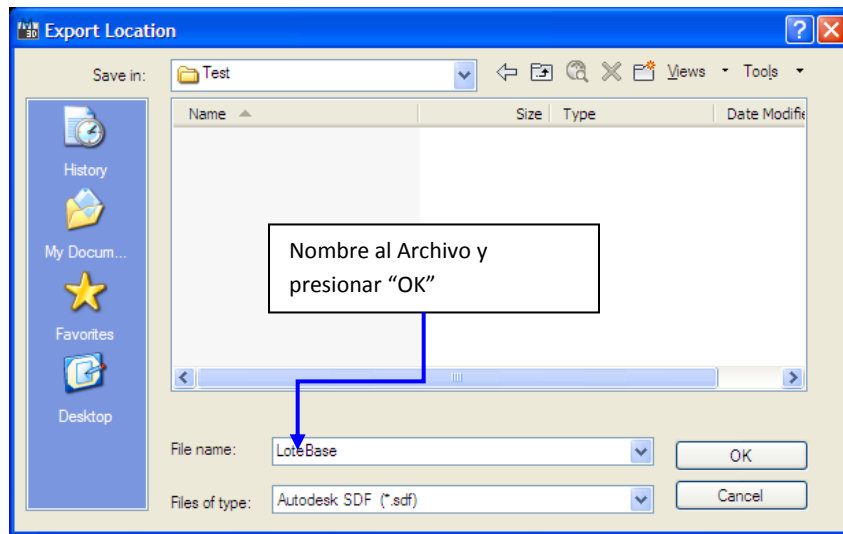 Export Location
Save in: Test Views Tools
Name Size Type Date Modifie
History
My Docum...
Favorites
Desktop
Nombre al Archivo y
presionar “OK”
File name: LoteBase OK
Files of type: Autodesk SDF (*.sdf) Cancel